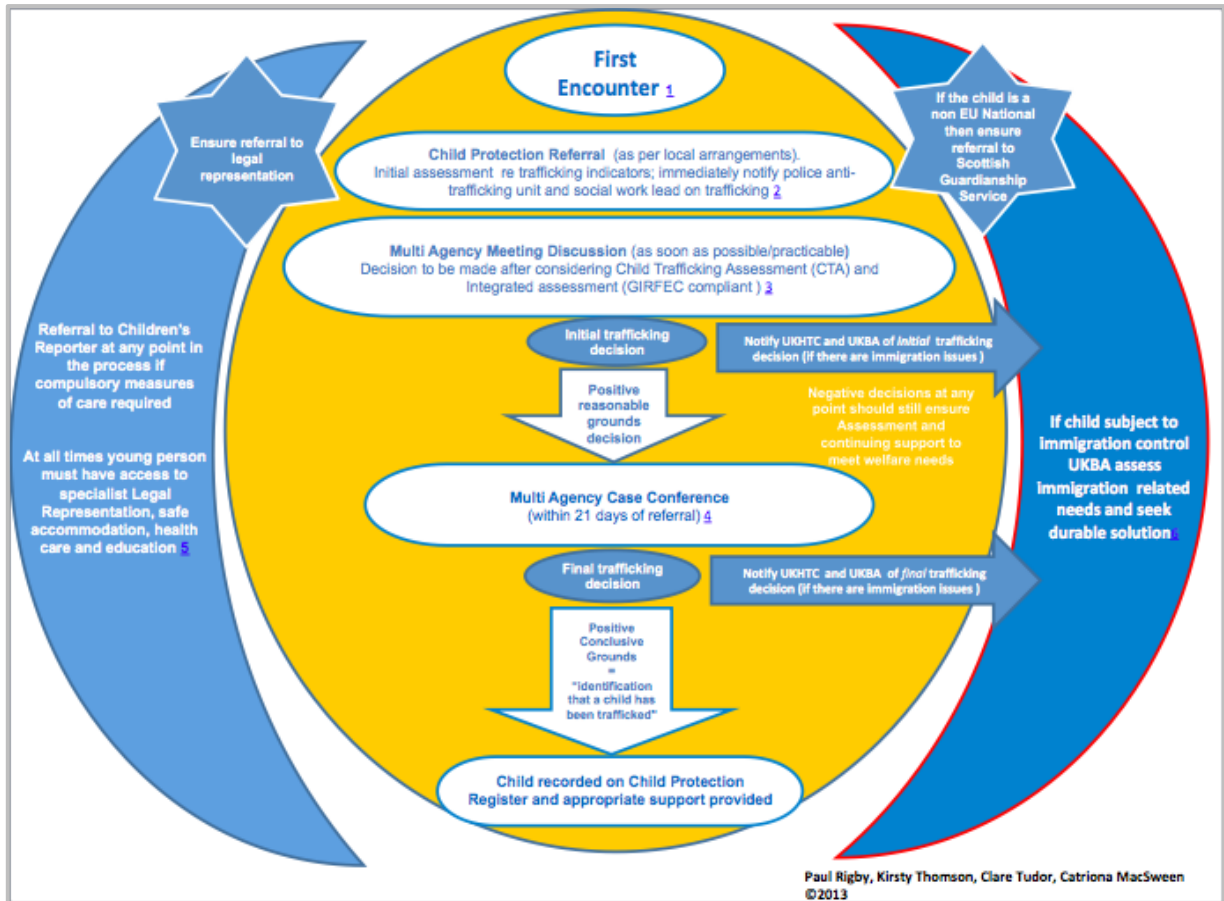 First
Encounter 1
Ensure referral to
legal
representation
If the child is a
non EU National
then ensure
referral to
Scottish
Guardianship
Service
Child Protection Referral (as per local arrangements).
Initial assessment re trafficking indicators; immediately notify police anti-
trafficking unit and social work lead on trafficking 2
Multi Agency Meeting Discussion (as soon as possible/practicable)
Decision to be made after considering Child Trafficking Assessment (CTA) and
Integrated assessment (GIRFEC compliant ) 3
Referral to Children's
Reporter at any point in
the process if
compulsory measures
of care required
At all times young person
must have access to
specialist Legal
Representation, safe
accommodation, health
care and education 5
Initial trafficking
decision
Notify UKHTC and UKBA of initial trafficking
decision (if there are immigration issues )
Positive
reasonable
grounds
decision
Negative decisions at any
point should still ensure
Assessment and
continuing support to
meet welfare needs
If child subject to
immigration control
UKBA assess
immigration related
needs and seek
durable solution6
Multi Agency Case Conference
(within 21 days of referral) 4
Final trafficking
decision
Notify UKHTC and UKBA of final trafficking
decision (if there are immigration issues )
Positive
Conclusive
Grounds
=
"identification
that a child has
been trafficked"
Child recorded on Child Protection
Register and appropriate support provided
Paul Rigby, Kirsty Thomson, Clare Tudor, Catriona MacSween
©2013